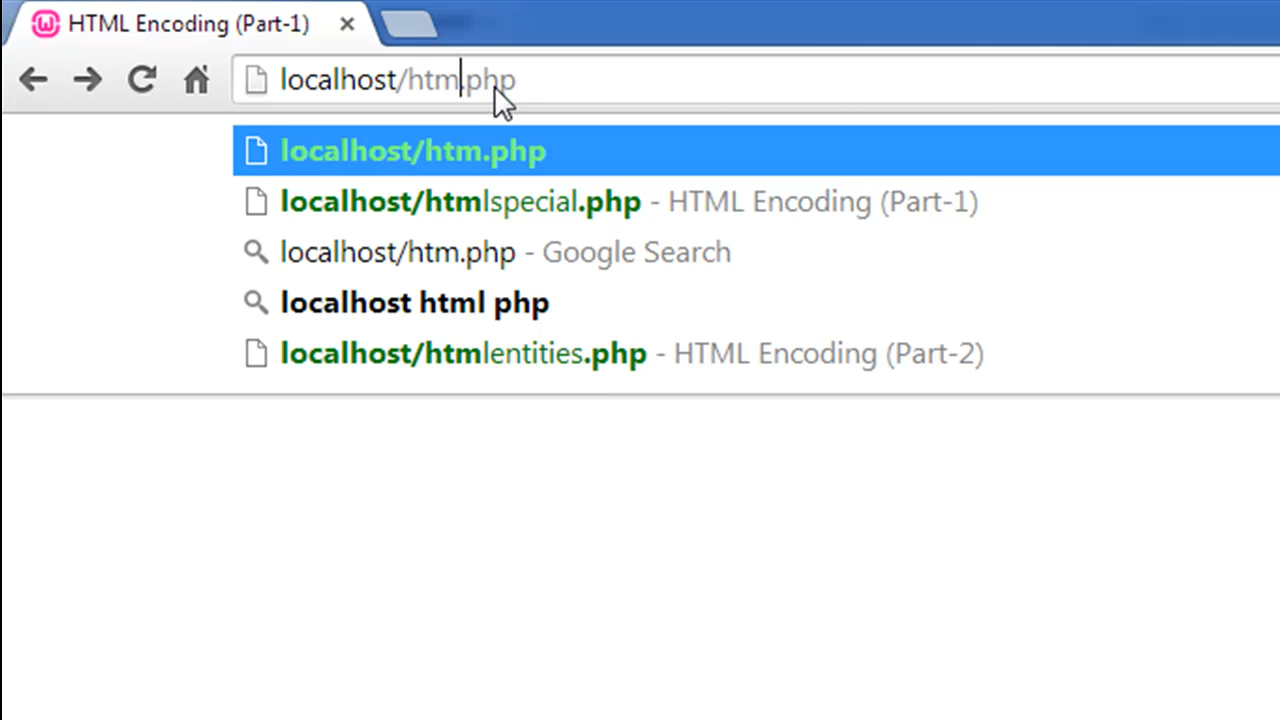 HTML Encoding (Part-1)
localhost/htm.php
localhost/htm.php
localhost/htmlspecial.php - HTML Encoding (Part-1)
localhost/htm.php - Google Search
localhost html php
localhost/htmlentities.php - HTML Encoding (Part-2)